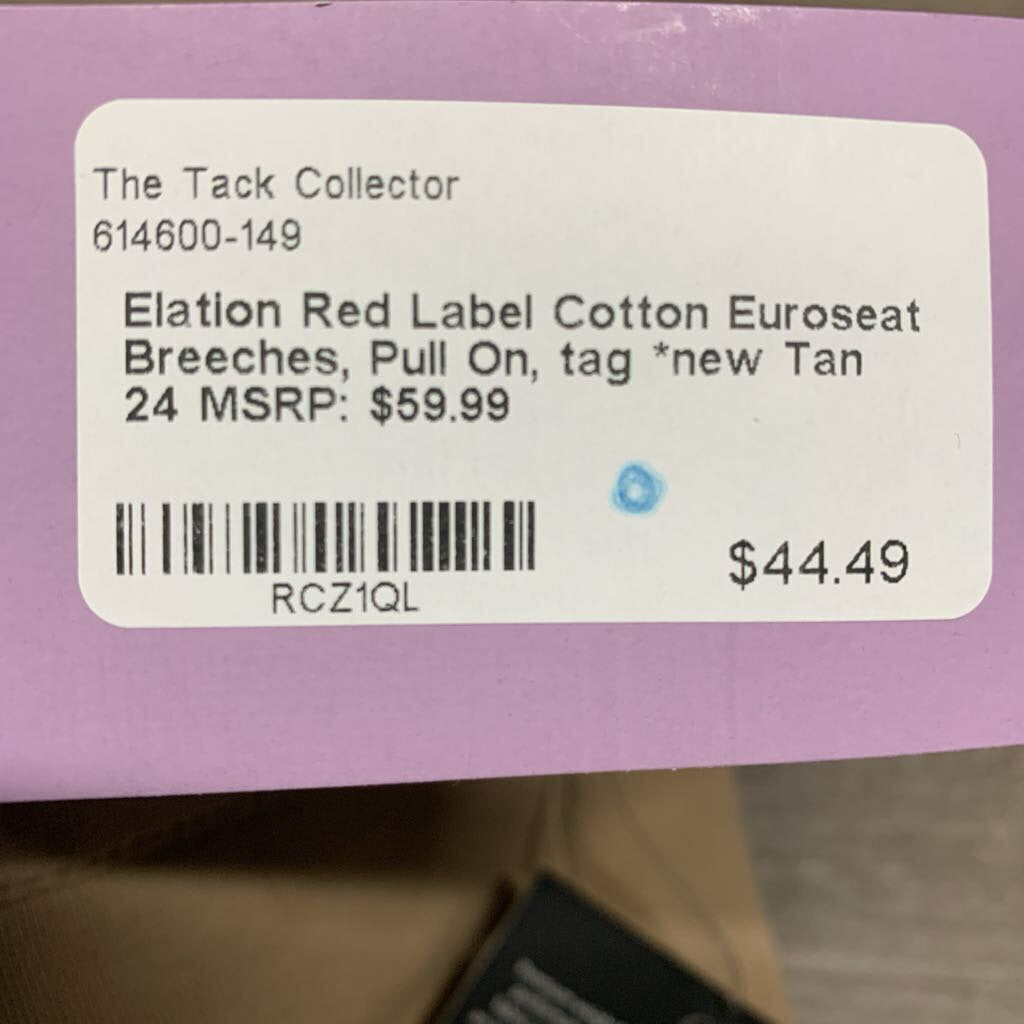 The Tack Collector
614600-149
Elation Red Label Cotton Euroseat
Breeches, Pull On, tag *new Tan
24 MSRP: $59.99
RCZ1QL
$44.49